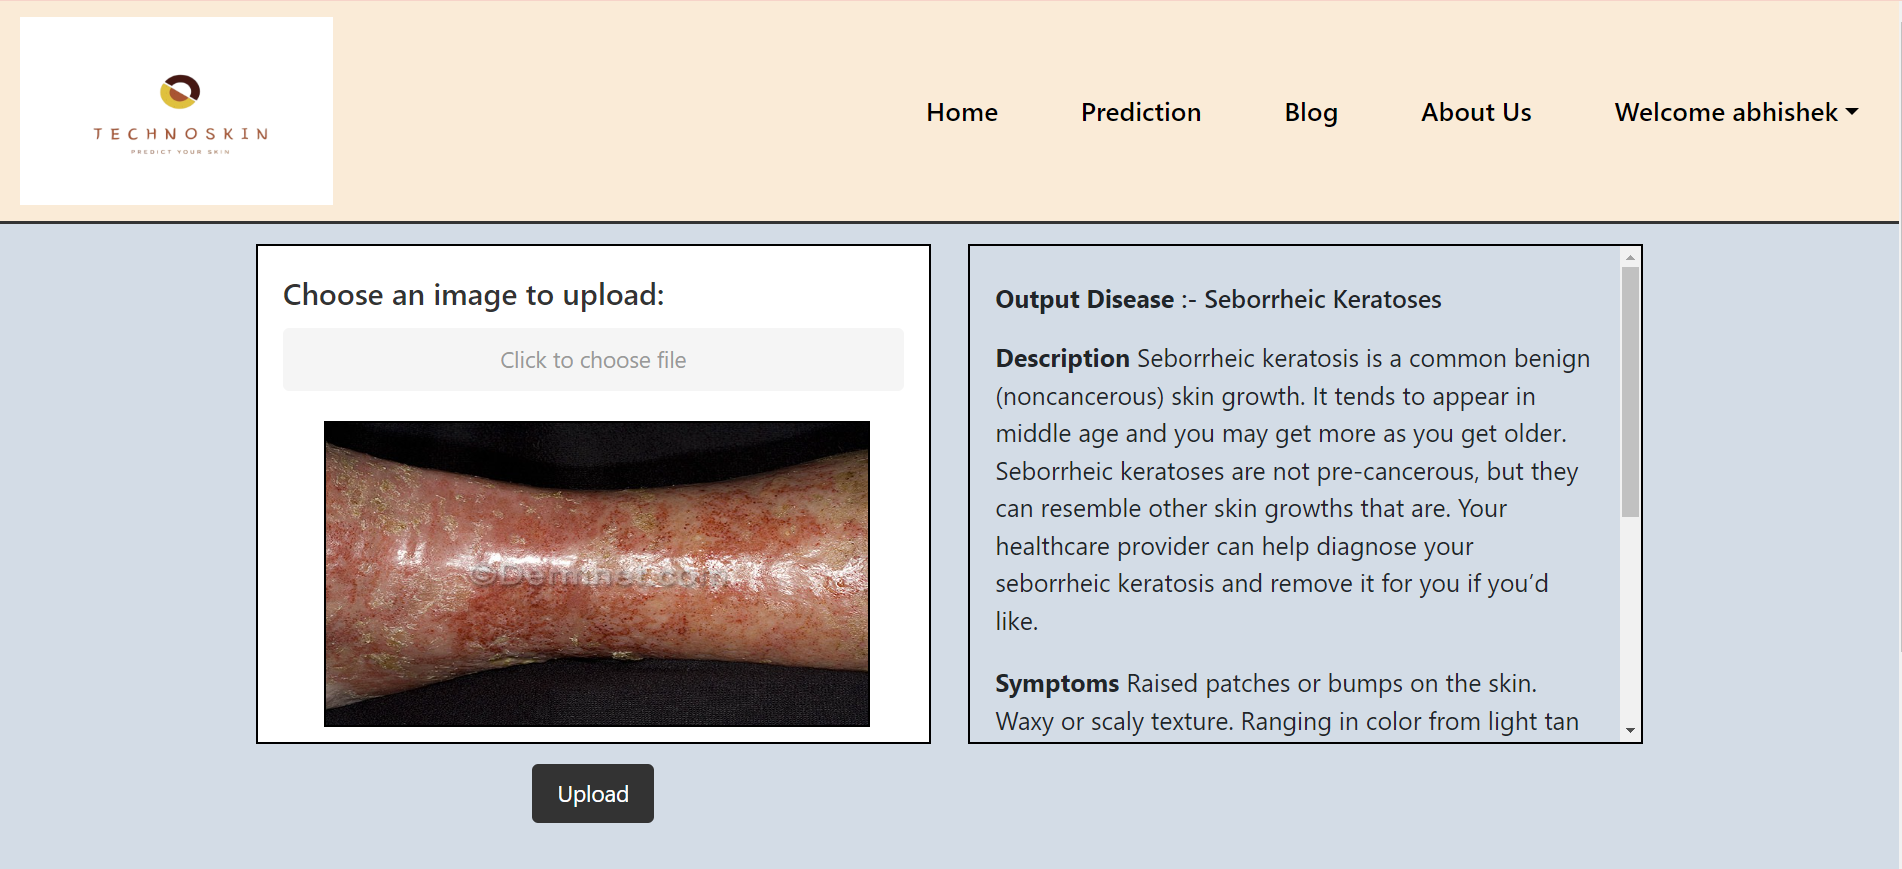 TECHNOSKIN
PREDICT YOUR SKIN
Home
Prediction
Blog
About Us
Welcome abhishek
Choose an image to upload:
Click to choose file
©Dermnet.com
Upload
Output Disease :- Seborrheic Keratoses
Description Seborrheic keratosis is a common benign
(noncancerous) skin growth. It tends to appear in
middle age and you may get more as you get older.
Seborrheic keratoses are not pre-cancerous, but they
can resemble other skin growths that are. Your
healthcare provider can help diagnose your
seborrheic keratosis and remove it for you if you’d
like.
Symptoms Raised patches or bumps on the skin.
Waxy or scaly texture. Ranging in color from light tan